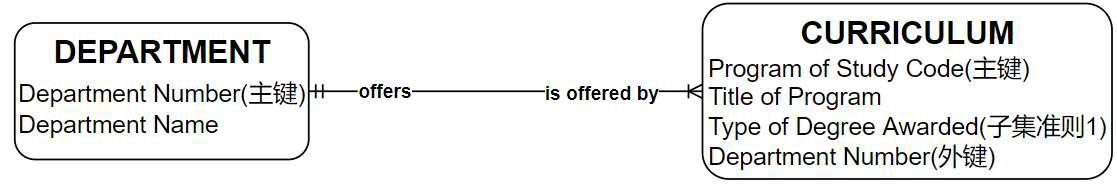 DEPARTMENT
Department Number(主键)
Department Name
offers
is offered by
CURRICULUM
Program of Study Code(主键)
Title of Program
Type of Degree Awarded(子集准则1)
Department Number(外键)